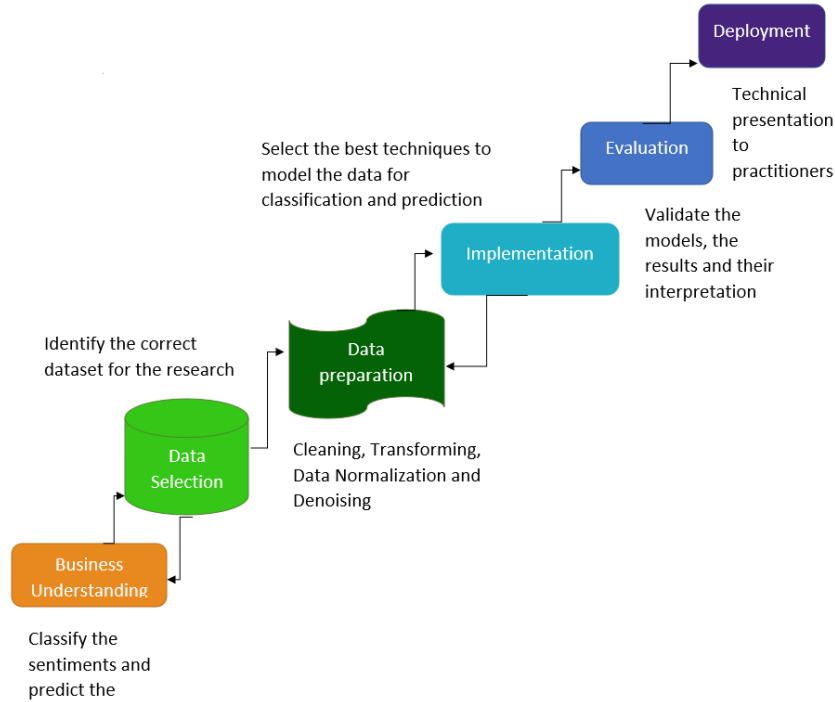 Deployment
Technical
presentation
to
practitioners
Evaluation
Validate the
models, the
results and their
interpretation
Select the best techniques to
model the data for
classification and prediction
Implementation
Data
preparation
Cleaning, Transforming,
Data Normalization and
Denoising
Identify the correct
dataset for the research
Data
Selection
Business
Understanding
Classify the
sentiments and
predict the